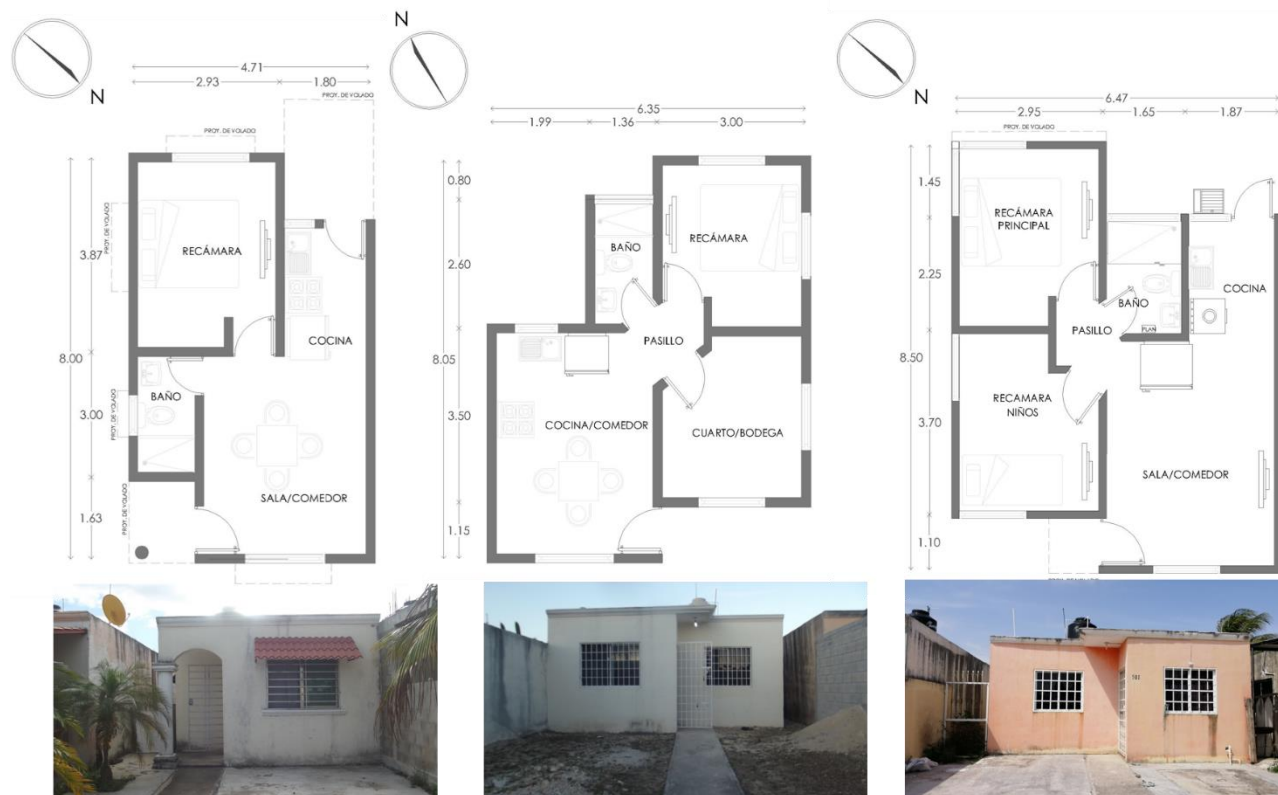 N
4.71
2.93
1.80
PROY. DE VOLADO
PROY. DE VOLADO
PROY. DE VOLADO
PROY. DE VOLADO
8.00
3.87
3.00
1.63
RECÁMARA
COCINA
BAÑO
SALA/COMEDOR
N
6.35
1.99
1.36
3.00
8.05
0.80
2.60
3.50
1.15
BAÑO
RECÁMARA
PASILLO
COCINA/COMEDOR
CUARTO/BODEGA
N
6.47
2.95
1.65
1.87
PROY. DE VOLADO
8.50
1.45
2.25
3.70
1.10
RECÁMARA
PRINCIPAL
COCINA
BAÑO
PLAN
PASILLO
RECAMARA
NIÑOS
SALA/COMEDOR